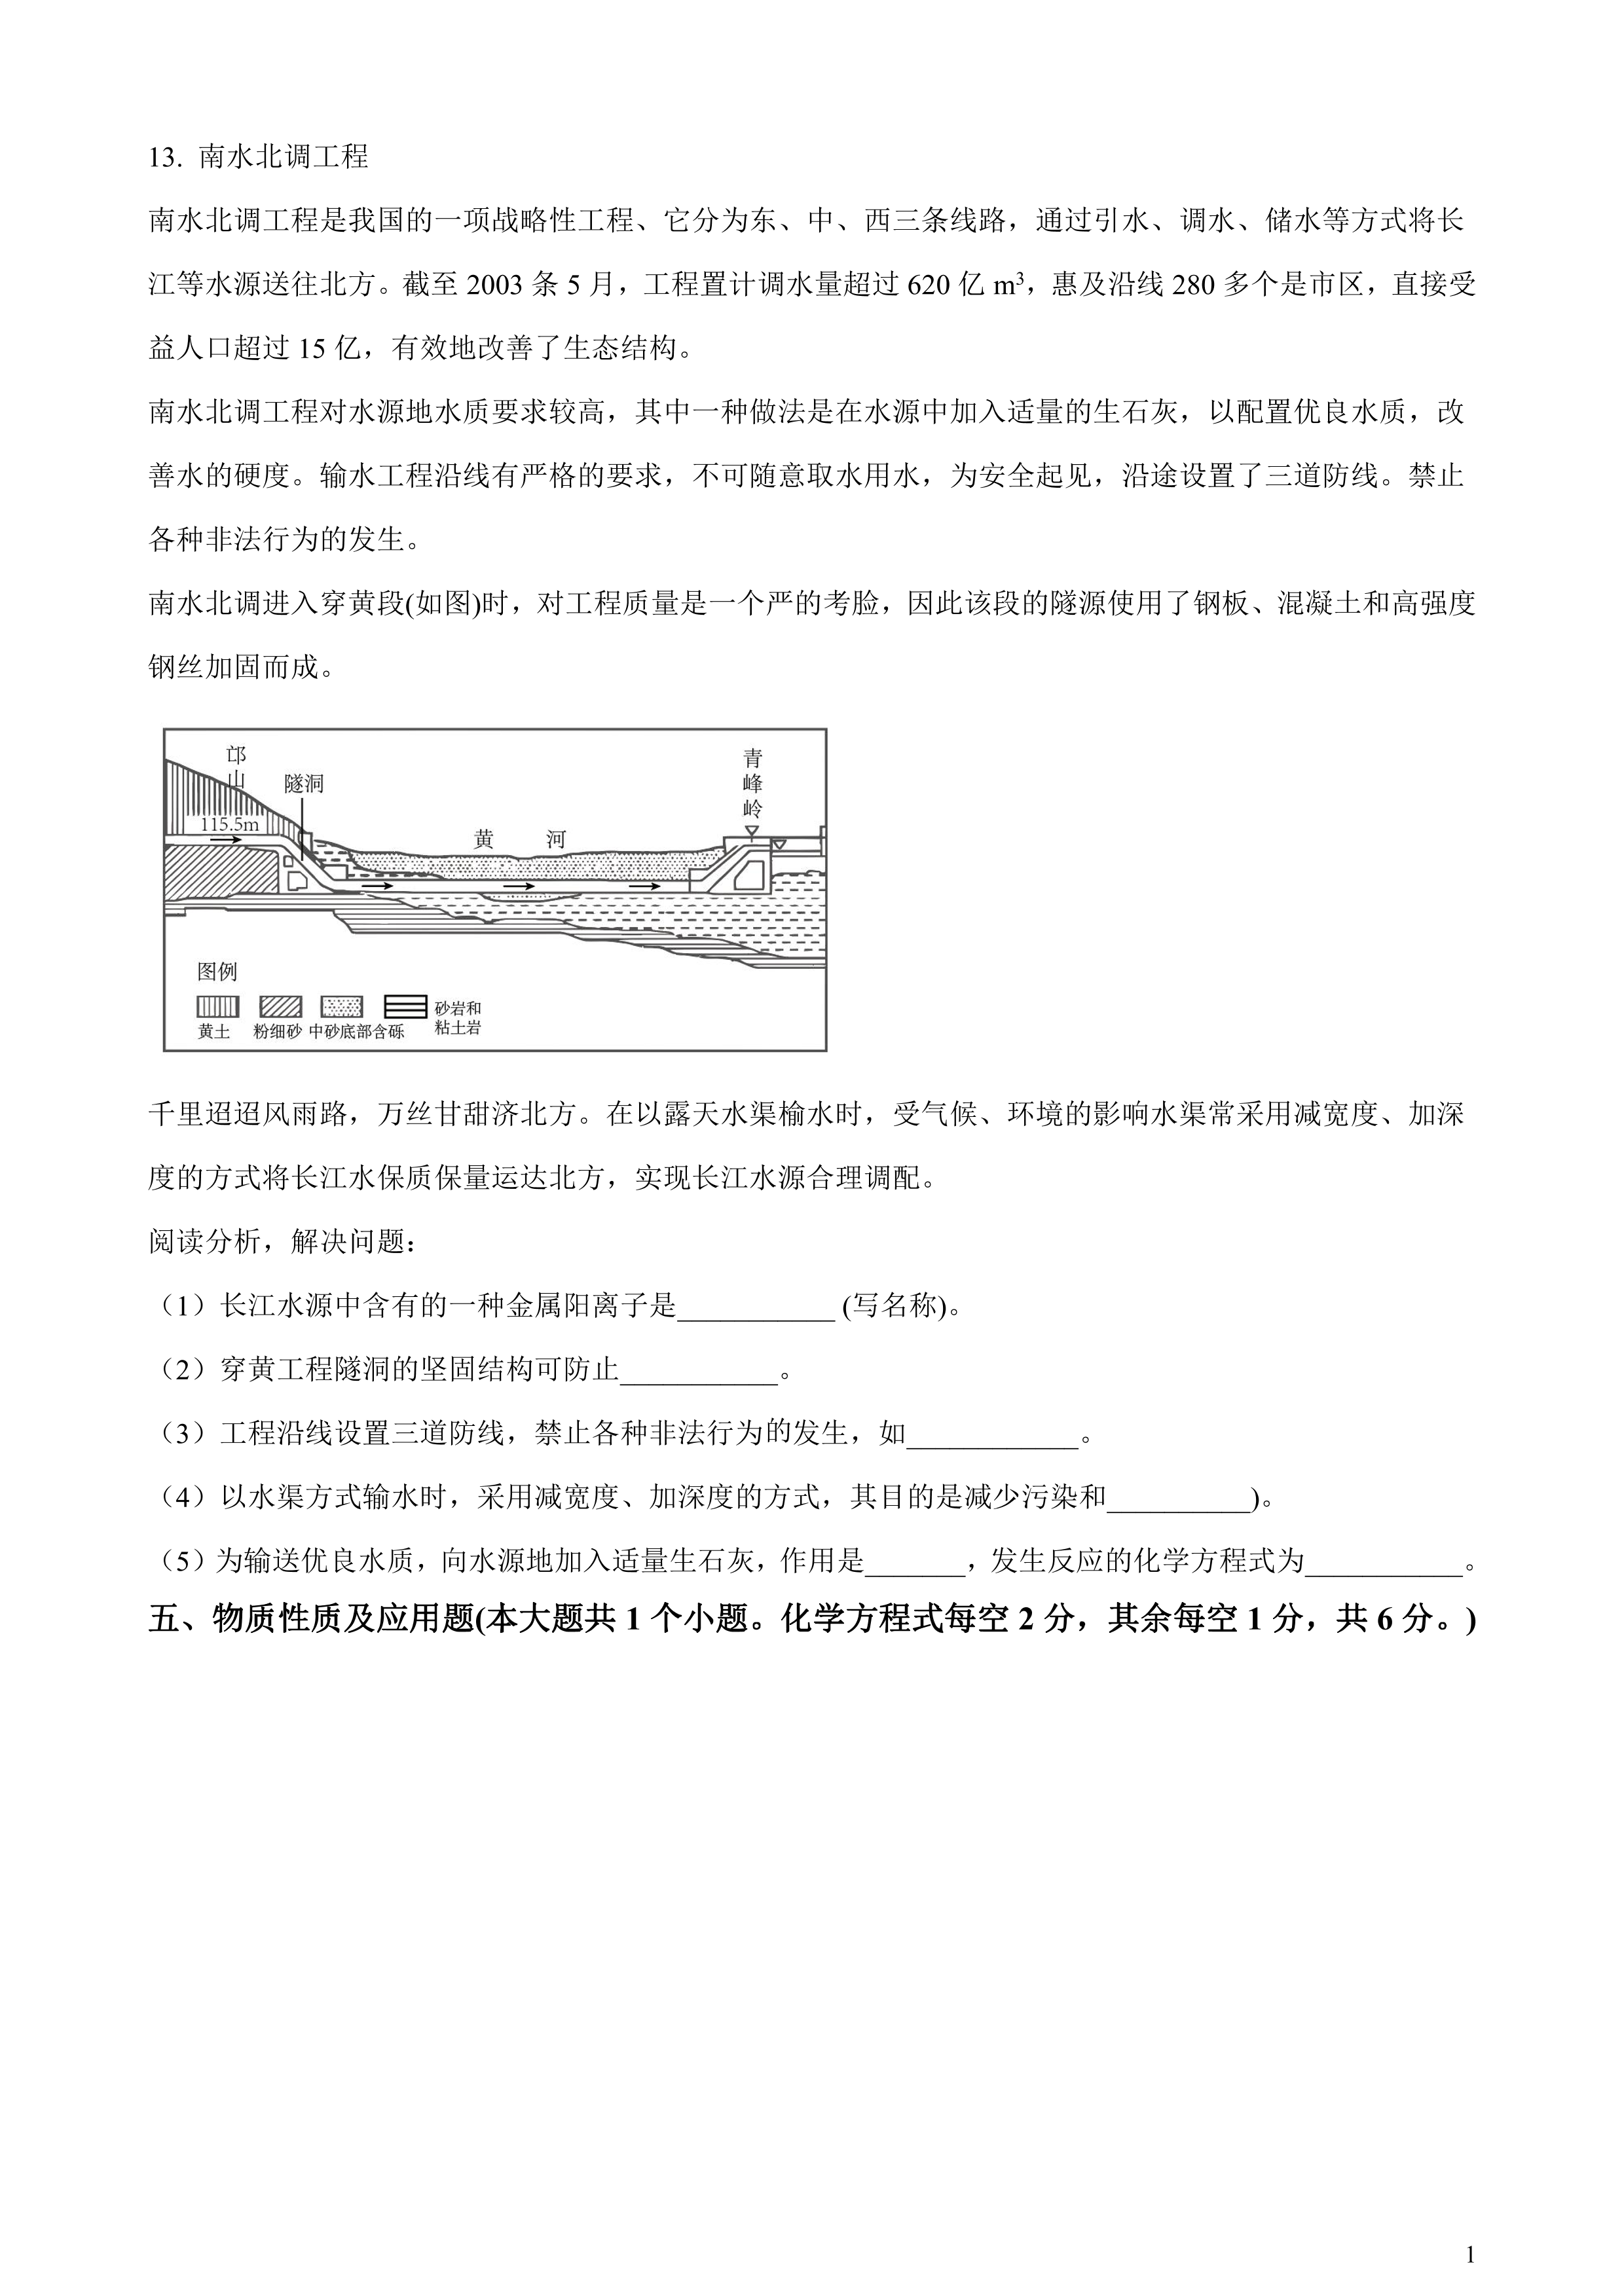 13. 南水北调工程
南水北调工程是我国的一项战略性工程、它分为东、中、西三条线路，通过引水、调水、储水等方式将长
江等水源送往北方。截至 2003 条 5 月，工程置计调水量超过 620 亿 m³，惠及沿线 280 多个是市区，直接受
益人口超过 15 亿，有效地改善了生态结构。
南水北调工程对水源地水质要求较高，其中一种做法是在水源中加入适量的生石灰，以配置优良水质，改
善水的硬度。输水工程沿线有严格的要求，不可随意取水用水，为安全起见，沿途设置了三道防线。禁止
各种非法行为的发生。
南水北调进入穿黄段(如图)时，对工程质量是一个严的考脸，因此该段的隧源使用了钢板、混凝土和高强度
钢丝加固而成。
邙山
隧洞
115.5m
黄 河
青峰岭
图例
黄土 粉细砂 中砂底部含砾 砂岩和
粘土岩
千里迢迢风雨路，万丝甘甜济北方。在以露天水渠榆水时，受气候、环境的影响水渠常采用减宽度、加深
度的方式将长江水保质保量运达北方，实现长江水源合理调配。
阅读分析，解决问题：
（1）长江水源中含有的一种金属阳离子是___________ (写名称)。
（2）穿黄工程隧洞的坚固结构可防止___________。
（3）工程沿线设置三道防线，禁止各种非法行为的发生，如____________。
（4）以水渠方式输水时，采用减宽度、加深度的方式，其目的是减少污染和__________)。
（5）为输送优良水质，向水源地加入适量生石灰，作用是_______，发生反应的化学方程式为___________。
五、物质性质及应用题(本大题共 1 个小题。化学方程式每空 2 分，其余每空 1 分，共 6 分。)
1